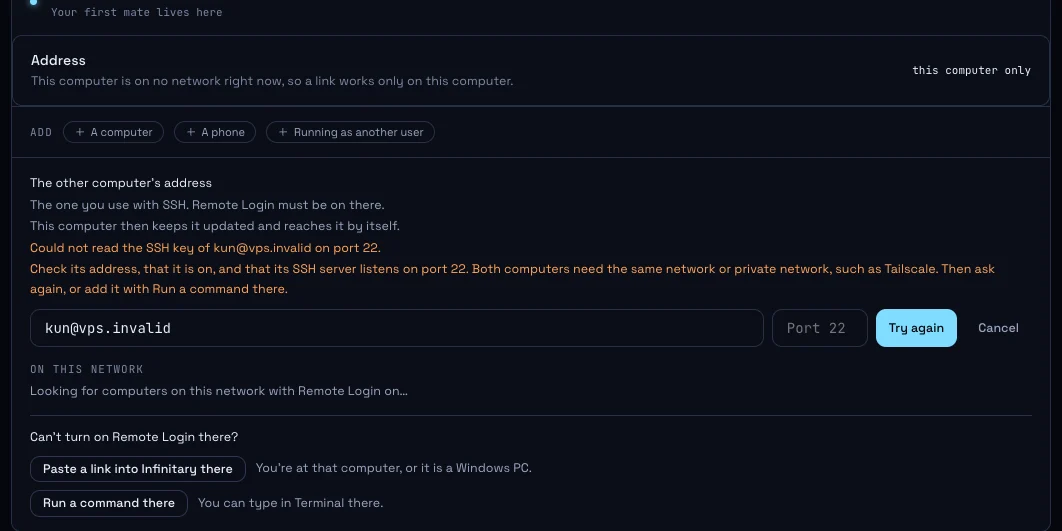 Your first mate lives here
Address
This computer is on no network right now, so a link works only on this computer.
this computer only
ADD
+ A computer
+ A phone
+ Running as another user
The other computer's address
The one you use with SSH. Remote Login must be on there.
This computer then keeps it updated and reaches it by itself.
Could not read the SSH key of kun@vps.invalid on port 22.
Check its address, that it is on, and that its SSH server listens on port 22. Both computers need the same network or private network, such as Tailscale. Then ask
again, or add it with Run a command there.
kun@vps.invalid
Port 22
Try again
Cancel
ON THIS NETWORK
Looking for computers on this network with Remote Login on...
Can't turn on Remote Login there?
Paste a link into Infinitary there
You're at that computer, or it is a Windows PC.
Run a command there
You can type in Terminal there.